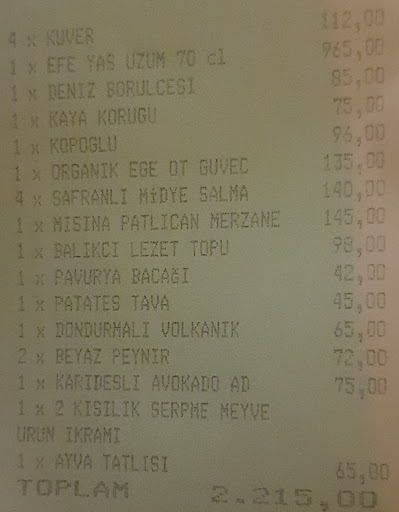 4 x KUVER 112,00
1 x EFE YAS UZUM 70 cl 965,00
1 x DENIZ BORULCESI 85,00
1 x KAYA KORUGU 75,00
1 x KOPOGLU 96,00
1 x ORGANIK EGE OT GUVEC 135,00
4 x SAFRANLI MiDYE SALMA 140,00
1 x MISINA PATLICAN MERZANE 145,00
1 x BALIKCI LEZET TOPU 98,00
1 x PAVURYA BACAĞI 42,00
1 x PATATES TAVA 45,00
1 x DONDURMALI VOLKANIK 65,00
2 x BEYAZ PEYNIR 72,00
1 x KARIDESLI AVOKADO AD 75,00
1 x 2 KISILIK SERPME MEYVE
URUN IKRAMI
1 x AYVA TATLISI 65,00
TOPLAM 2.215,00